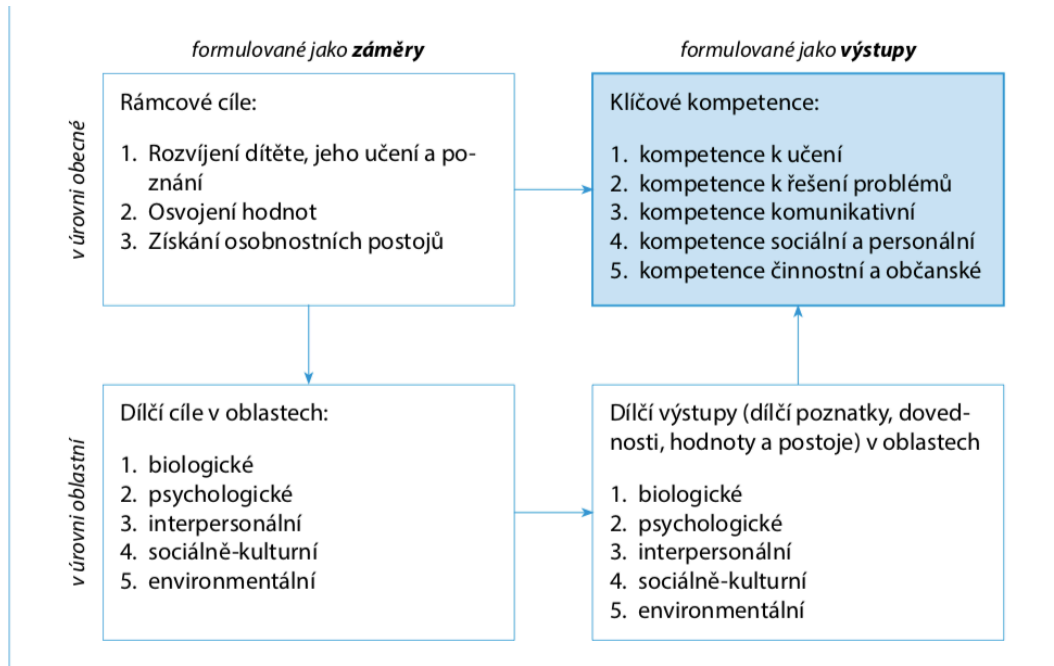 formulované jako záměry
formulované jako výstupy
v úrovni obecné
Rámcové cíle:
1. Rozvíjení dítěte, jeho učení a po-
znání
2. Osvojení hodnot
3. Získání osobnostních postojů
Klíčové kompetence:
1. kompetence k učení
2. kompetence k řešení problémů
3. kompetence komunikativní
4. kompetence sociální a personální
5. kompetence činnostní a občanské
v úrovni oblastní
Dílčí cíle v oblastech:
1. biologické
2. psychologické
3. interpersonální
4. sociálně-kulturní
5. environmentální
Dílčí výstupy (dílčí poznatky, doved-
nosti, hodnoty a postoje) v oblastech
1. biologické
2. psychologické
3. interpersonální
4. sociálně-kulturní
5. environmentální